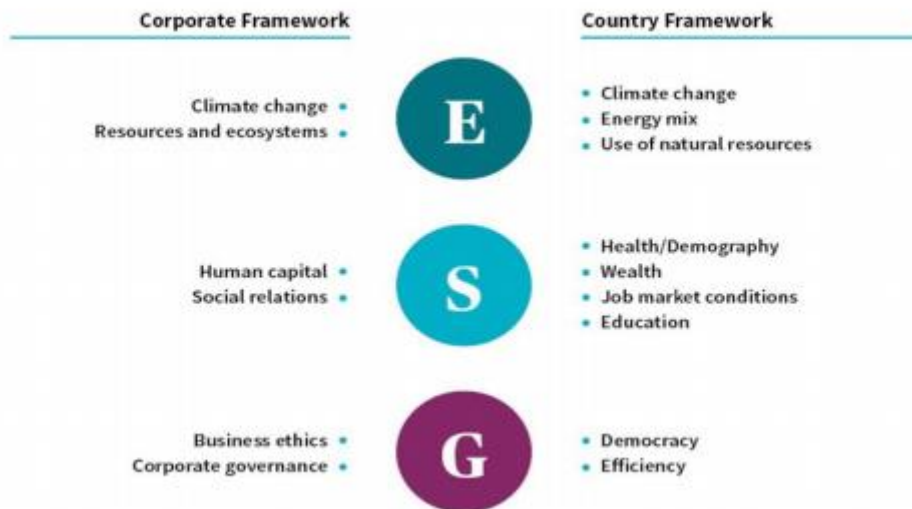 Corporate Framework
Country Framework
Climate change
Resources and ecosystems
E
Climate change
Energy mix
Use of natural resources
Human capital
Social relations
S
Health/Demography
Wealth
Job market conditions
Education
Business ethics
Corporate governance
G
Democracy
Efficiency